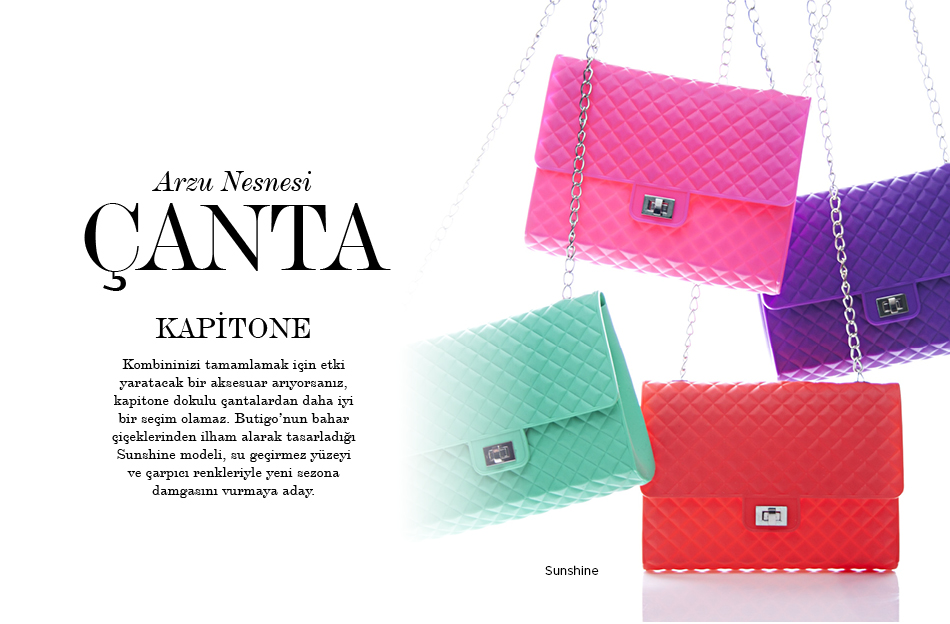 Arzu Nesnesi
ÇANTA
KAPİTONE
Kombininizi tamamlamak için etki
yaratacak bir aksesuar arıyorsanız,
kapitone dokulu çantalardan daha iyi
bir seçim olamaz. Butigo'nun bahar
çiçeklerinden ilham alarak tasarladığı
Sunshine modeli, su geçirmez yüzeyi
ve çarpıcı renkleriyle yeni sezona
damgasını vurmaya aday.
Sunshine